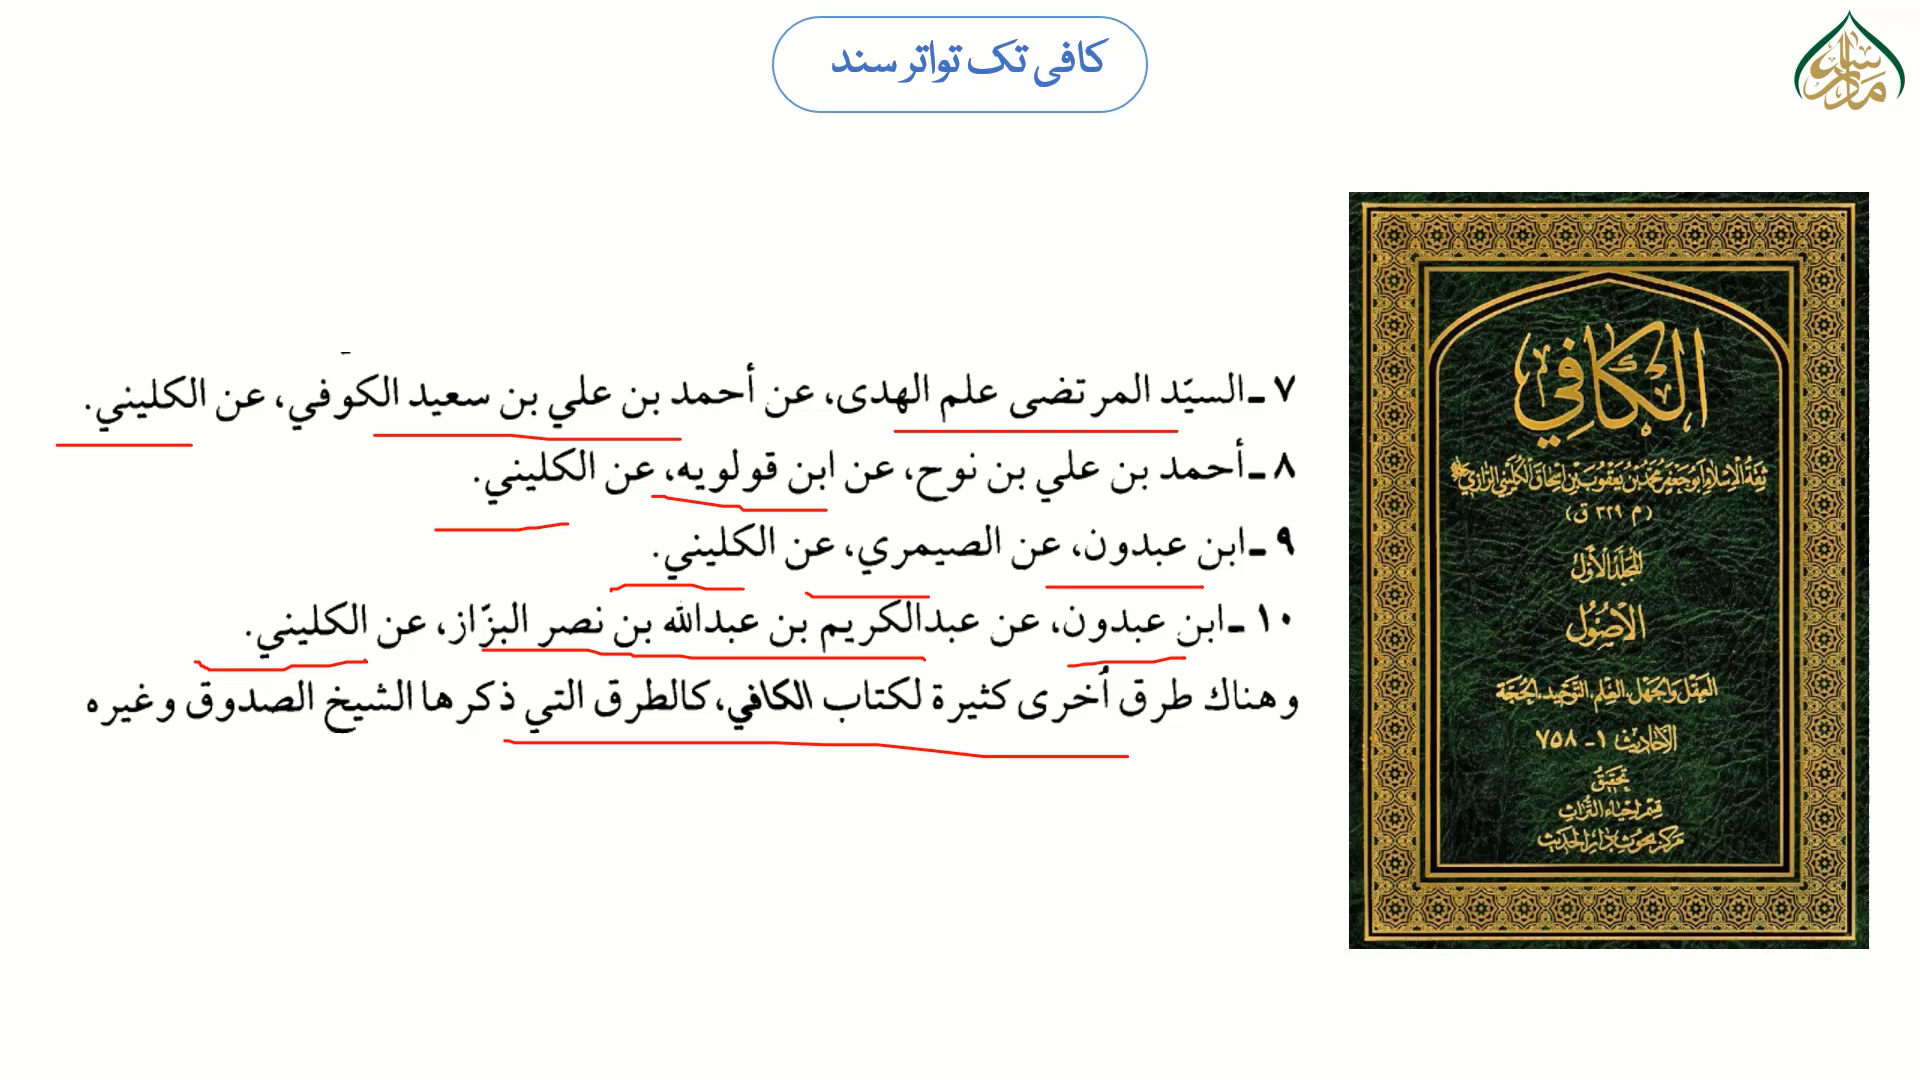 کافی تک تواتر سند
٧ ـ السيّد المرتضى علم الهدى، عن أحمد بن علي بن سعيد الكوفي، عن الكليني.
٨ ـ أحمد بن علي بن نوح، عن ابن قولويه، عن الكليني.
٩ ـ ابن عبدون، عن الصيمري، عن الكليني.
١٠ ـ ابن عبدون، عن عبدالكريم بن عبدالله بن نصر البزّاز، عن الكليني.
وهناك طرق أُخرى كثيرة لكتاب الكافي، كالطرق التي ذكرها الشيخ الصدوق وغيره
الكافي
ثقة الإسلام أبو جعفر محمد بن يعقوب بن إسحاق الكليني الرازي
(م ٣٢٩ ق)
المجلد الأول
الأصول
العقل والجهل، العلم، التوحيد، الحجة
الأحاديث ١ ـ ٧٥٨
تحقيق
قسم إحياء التراث
مركز بحوث دار الحديث